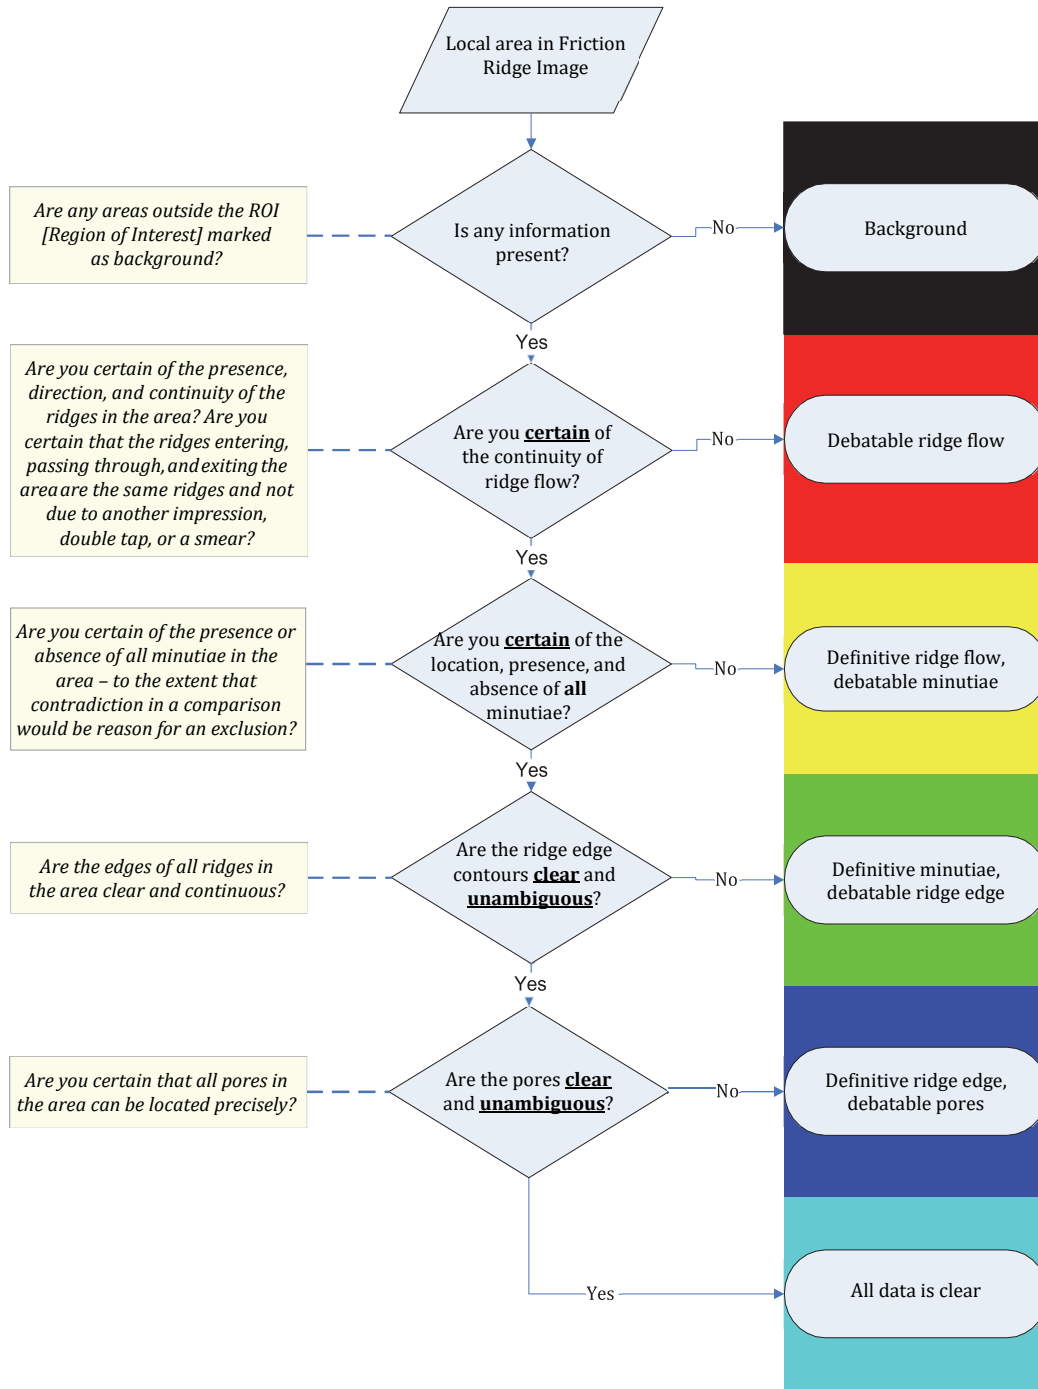 Local area in Friction
Ridge Image
Are any areas outside the ROI
[Region of Interest] marked
as background?
Is any information
present?
No
Background
Yes
Are you certain of the presence,
direction, and continuity of the
ridges in the area? Are you
certain that the ridges entering,
passing through, and exiting the
area are the same ridges and not
due to another impression,
double tap, or a smear?
Are you certain of
the continuity of
ridge flow?
No
Debatable ridge flow
Yes
Are you certain of the presence or
absence of all minutiae in the
area – to the extent that
contradiction in a comparison
would be reason for an exclusion?
Are you certain of the
location, presence, and
absence of all
minutiae?
No
Definitive ridge flow,
debatable minutiae
Yes
Are the edges of all ridges in
the area clear and continuous?
Are the ridge edge
contours clear and
unambiguous?
No
Definitive minutiae,
debatable ridge edge
Yes
Are you certain that all pores in
the area can be located precisely?
Are the pores clear
and unambiguous?
No
Definitive ridge edge,
debatable pores
Yes
All data is clear